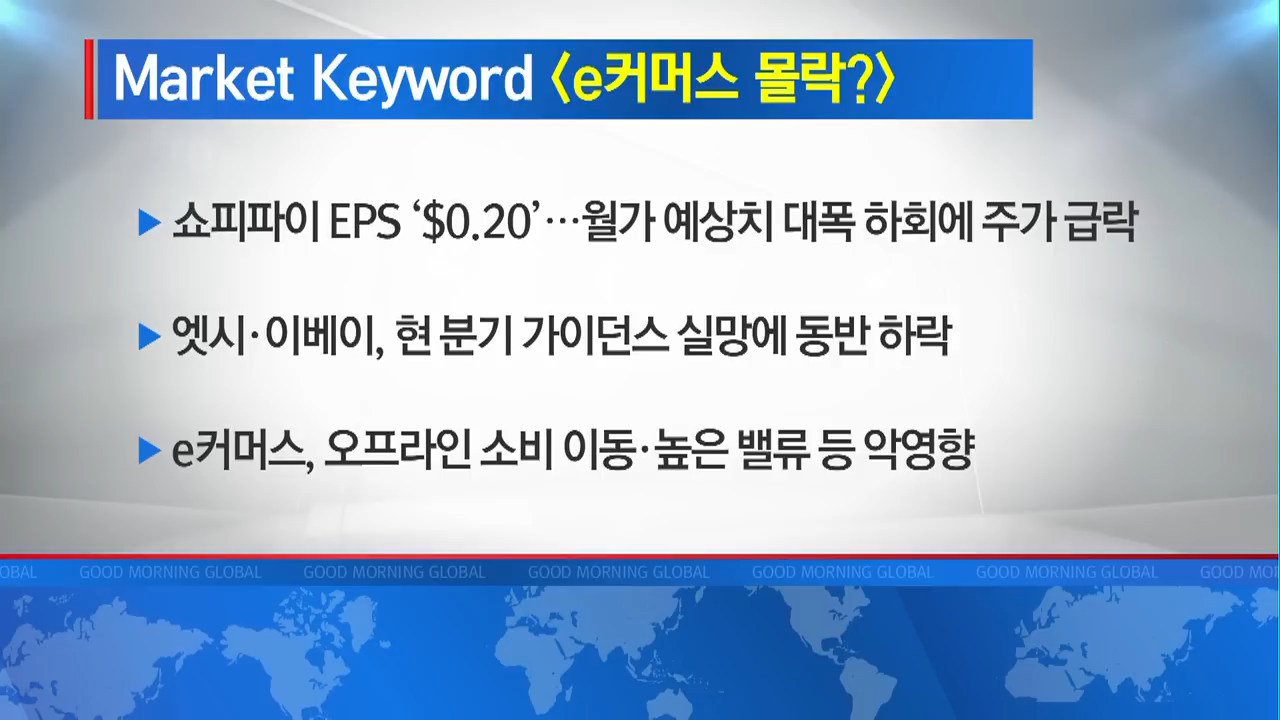 Market Keyword <e커머스 몰락?>
▶ 쇼피파이 EPS ‘$0.20’…월가 예상치 대폭 하회에 주가 급락
▶ 엣시·이베이, 현 분기 가이던스 실망에 동반 하락
▶ e커머스, 오프라인 소비 이동·높은 밸류 등 악영향
OBAL GOOD MORNING GLOBAL GOOD MORNING GLOBAL GOOD MORNING GLOBAL GOOD MORNING GLOBAL GOOD MORNING GLOBAL GOOD MOR